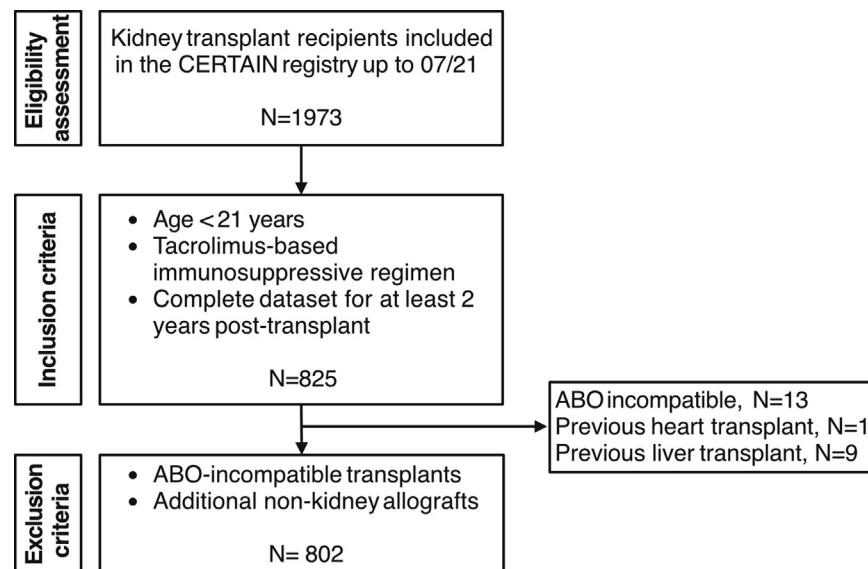 Eligibility
assessment
Kidney transplant recipients included
in the CERTAIN registry up to 07/21
N=1973
Inclusion criteria
• Age < 21 years
• Tacrolimus-based
immunosuppressive regimen
• Complete dataset for at least 2
years post-transplant
N=825
ABO incompatible, N=13
Previous heart transplant, N=1
Previous liver transplant, N=9
Exclusion
criteria
• ABO-incompatible transplants
• Additional non-kidney allografts
N= 802